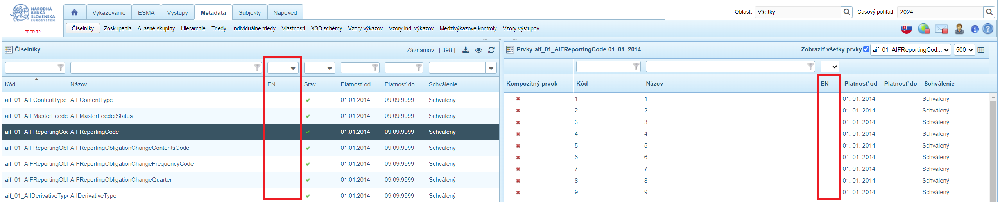 NÁRODNÁ
BANKA
SLOVENSKA
EUROSYSTÉM
ZBER T2
Vykazovanie ESMA Výstupy Metadáta Subjekty Nápoveď
Oblasť: Všetky Časový pohľad: 2024
Číselníky Zoskupenia Aliasné skupiny Hierarchie Triedy Individuálne triedy Vlastnosti XSD schémy Vzory výkazov Vzory ind. výkazov Medzivýkazové kontroly Vzory výstupov
Číselníky Záznamov [ 398 ]
Kód Názov EN Stav Platnosť od Platnosť do Schválenie
aif_01_AIFContentType AIFContentType 01.01.2014 09.09.9999 Schválený
aif_01_AIFMasterFeede AIFMasterFeederStatus 01.01.2014 09.09.9999 Schválený
aif_01_AIFReportingCoc AIFReportingCode 01.01.2014 09.09.9999 Schválený
aif_01_AIFReportingObl AIFReportingObligationChangeContentsCode 01.01.2014 09.09.9999 Schválený
aif_01_AIFReportingObl AIFReportingObligationChangeFrequencyCode 01.01.2014 09.09.9999 Schválený
aif_01_AIFReportingObl AIFReportingObligationChangeQuarter 01.01.2014 09.09.9999 Schválený
aif_01_AIIDerivativeType AIIDerivativeType 01.01.2014 09.09.9999 Schválený
Prvky-aif_01_AIFReportingCode-01. 01. 2014 Zobraziť všetky prvky aif_01_AIFReportingCod... 500
Kompozitný prvok Kód Názov EN Platnosť od Platnosť do Schválenie
1 1 01. 01. 2014 Schválený
2 2 01. 01. 2014 Schválený
3 3 01. 01. 2014 Schválený
4 4 01. 01. 2014 Schválený
5 5 01. 01. 2014 Schválený
6 6 01. 01. 2014 Schválený
7 7 01. 01. 2014 Schválený
8 8 01. 01. 2014 Schválený
9 9 01. 01. 2014 Schválený